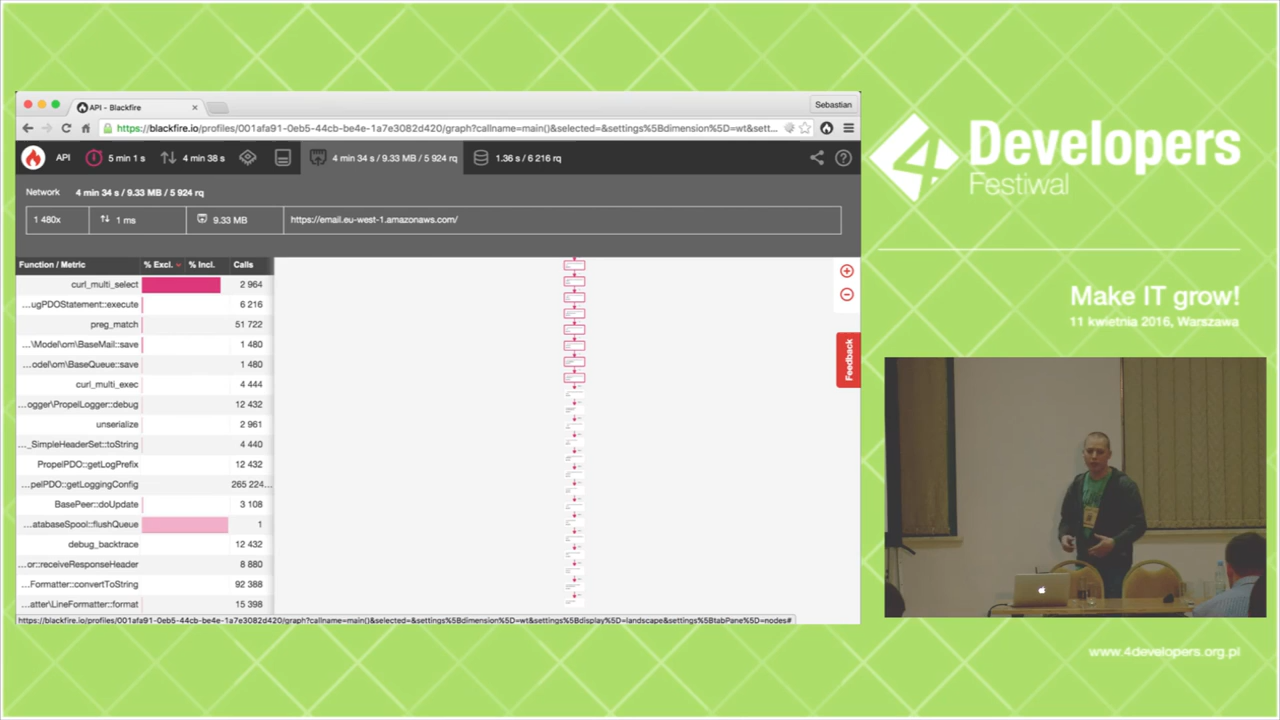 API - Blackfire
Sebastian
https://blackfire.io/profiles/001afa91-0eb5-44cb-be4e-1a7e3082d420/graph?callname=main()&selected=&settings%5Bdimension%5D=wt&sett...
API 5 min 1 s 4 min 38 s 4 min 34 s / 9.33 MB / 5 924 rq 1.36 s / 6 216 rq
Network 4 min 34 s / 9.33 MB / 5 924 rq
1 480x 1 ms 9.33 MB https://email.eu-west-1.amazonaws.com/
Function / Metric % Excl. % Incl. Calls
curl_multi_select 2 964
...ugPDOStatement::execute 6 216
preg_match 51 722
...\Model\om\BaseMail::save 1 480
...odel\om\BaseQueue::save 1 480
curl_multi_exec 4 444
...ogger\PropelLogger::debug 12 432
unserialize 2 961
..._SimpleHeaderSet::toString 4 440
PropelPDO::getLogPrefix 12 432
...pelPDO::getLoggingConfig 265 224...
BasePeer::doUpdate 3 108
...atabaseSpool::flushQueue 1
debug_backtrace 12 432
...or::receiveResponseHeader 8 880
...Formatter::convertToString 92 388
...atter\LineFormatter::format 15 398
Feedback
https://blackfire.io/profiles/001afa91-0eb5-44cb-be4e-1a7e3082d420/graph?callname=main()&selected=&settings%5Bdimension%5D=wt&settings%5Bdisplay%5D=landscape&settings%5BtabPane%5D=nodes#
4Developers
Festiwal
Make IT grow!
11 kwietnia 2016, Warszawa
www.4developers.org.pl